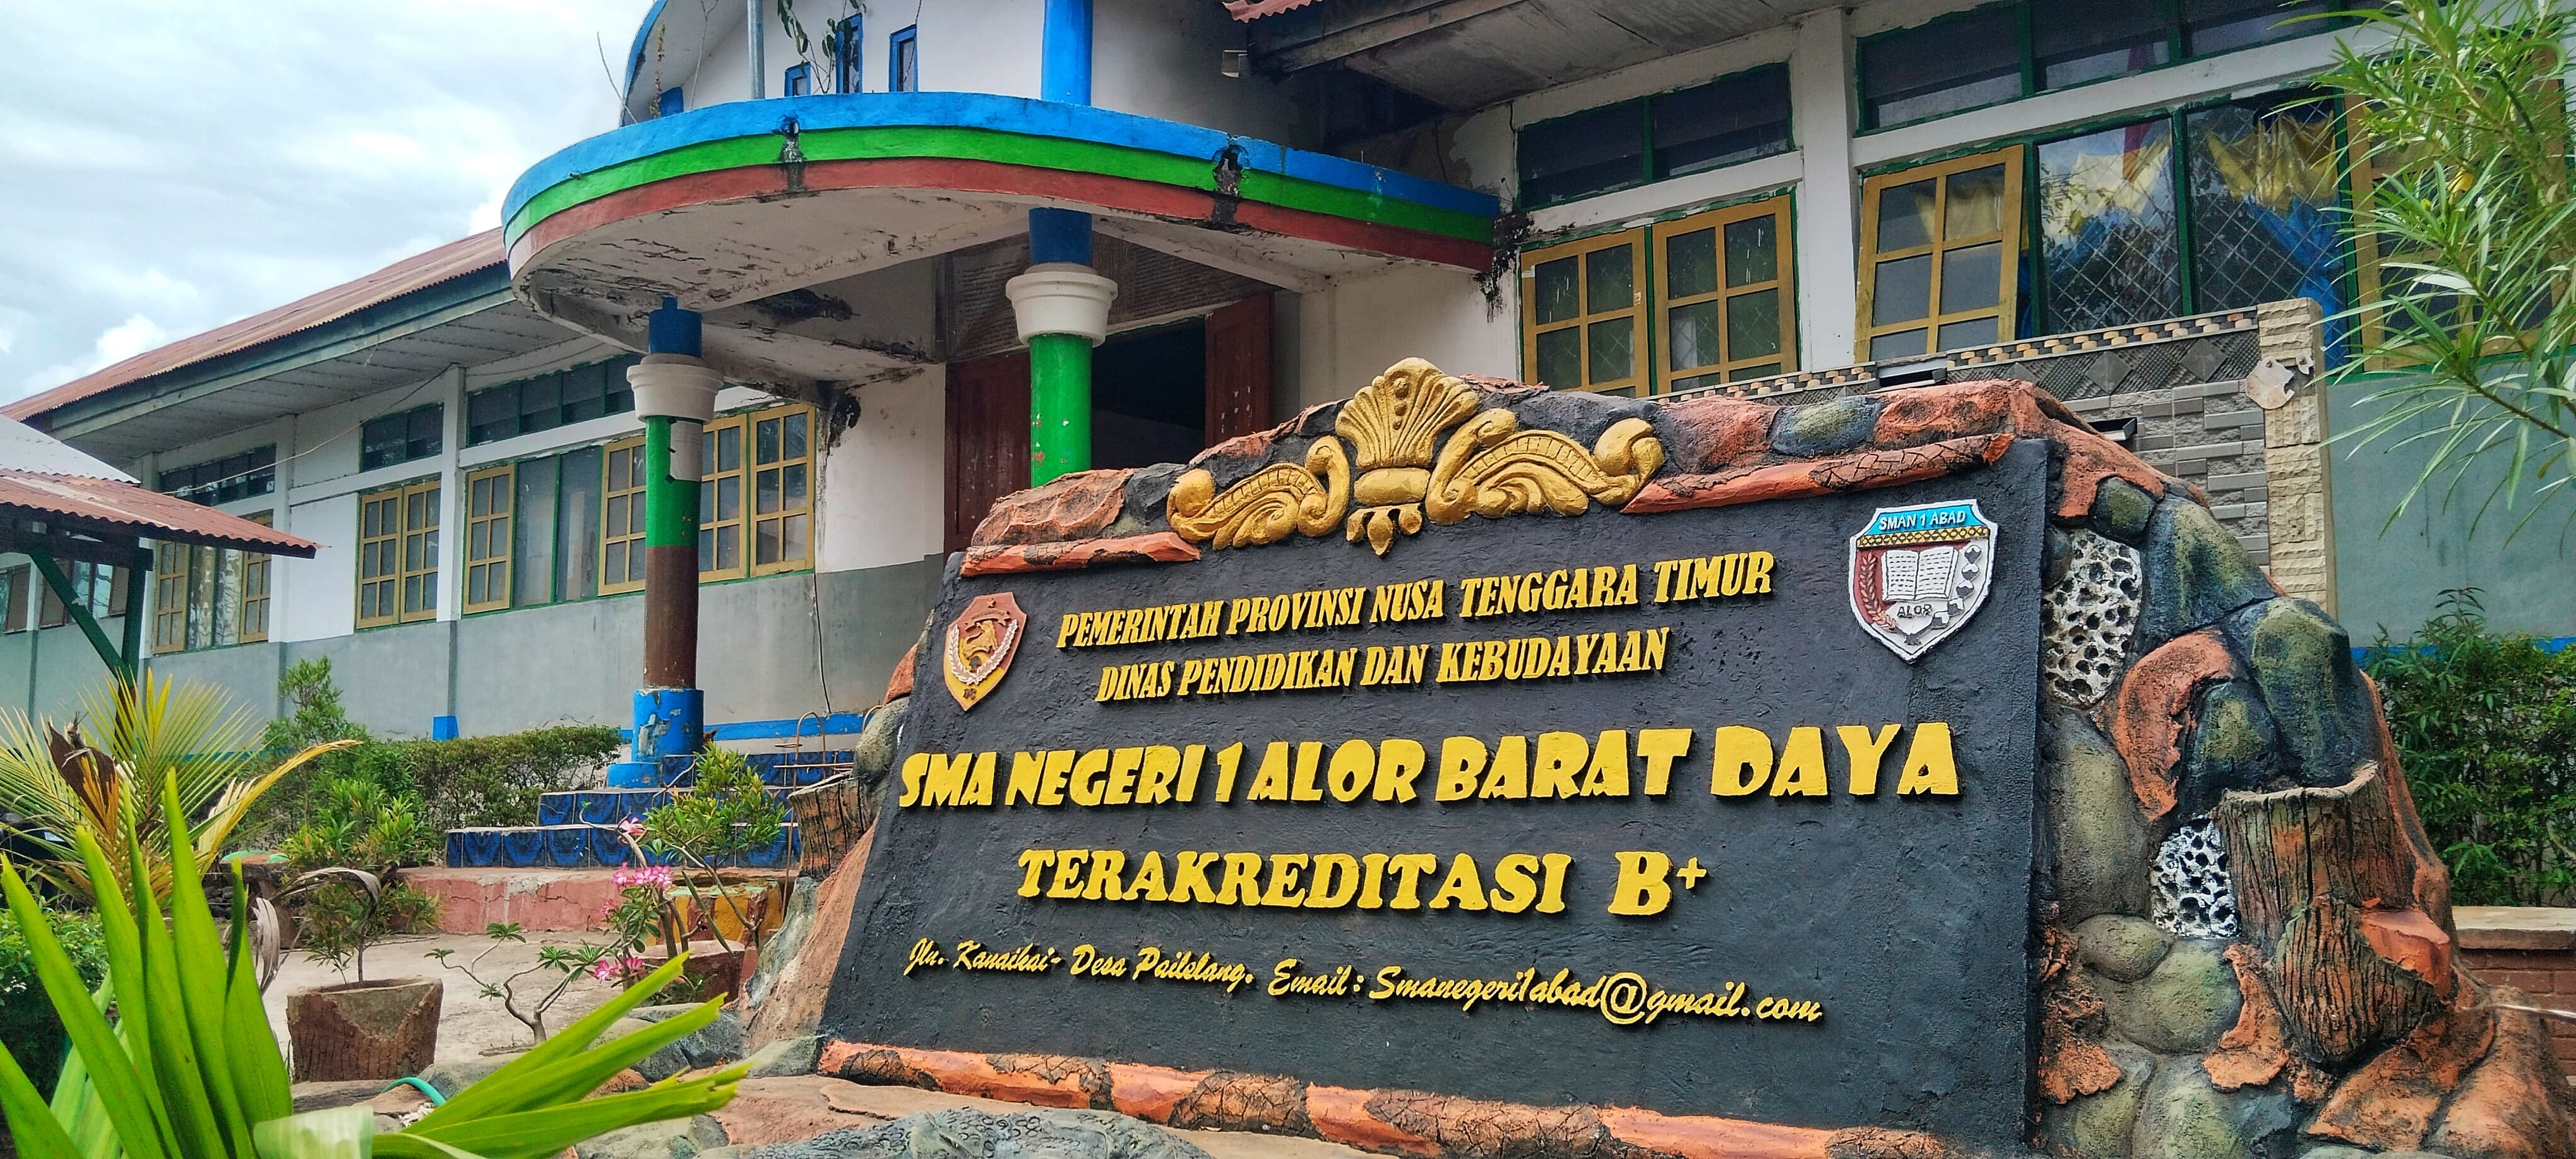 SMAN 1 ABAD
ALOR
PEMERINTAH PROVINSI NUSA TENGGARA TIMUR
DINAS PENDIDIKAN DAN KEBUDAYAAN
SMA NEGERI 1 ALOR BARAT DAYA
TERAKREDITASI B+
Jln. Kanaikai - Desa Pailelang. Email : Smanegeri1abad@gmail.com